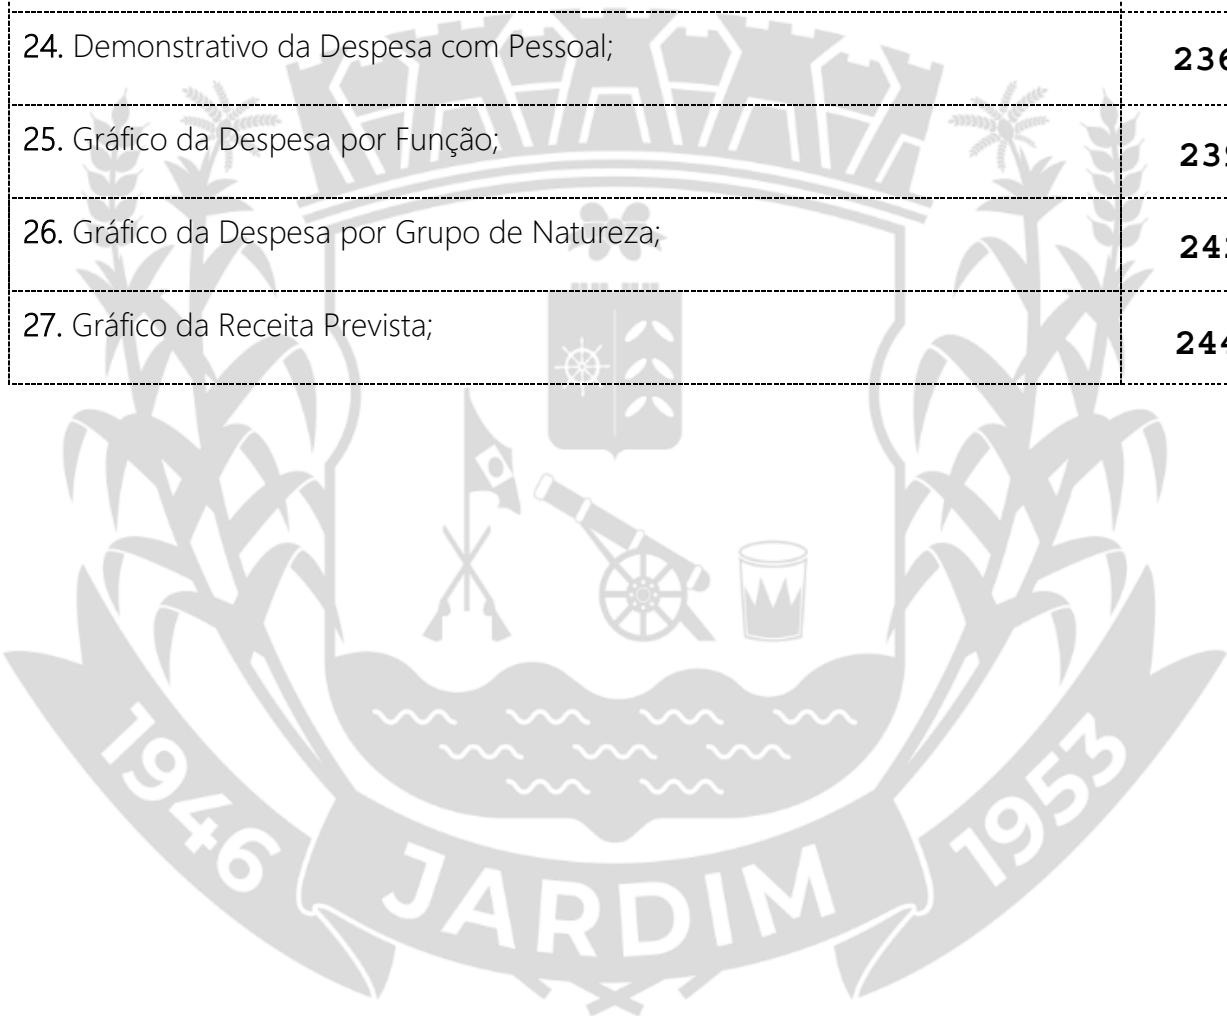 24. Demonstrativo da Despesa com Pessoal; 236
25. Gráfico da Despesa por Função;
26. Gráfico da Despesa por Grupo de Natureza;
27. Gráfico da Receita Prevista; 244
1946 JARDIM 1953